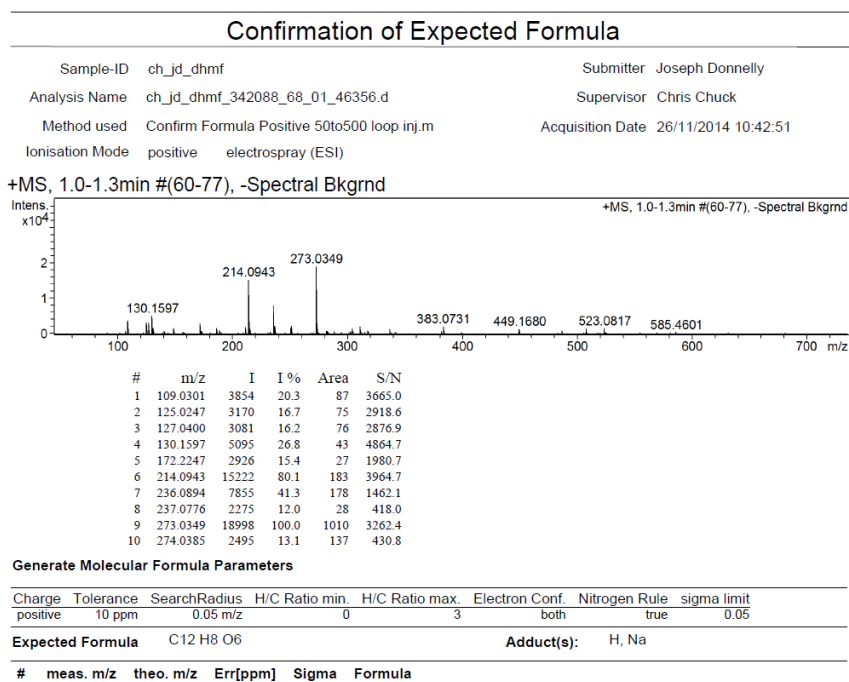 Confirmation of Expected Formula
Sample-ID ch_jd_dhmf Submitter Joseph Donnelly
Analysis Name ch_jd_dhmf_342088_68_01_46356.d Supervisor Chris Chuck
Method used Confirm Formula Positive 50to500 loop inj.m Acquisition Date 26/11/2014 10:42:51
Ionisation Mode positive electrospray (ESI)
+MS, 1.0-1.3min #(60-77), -Spectral Bkgrnd
Intens. +MS, 1.0-1.3min #(60-77), -Spectral Bkgrnd
x10⁴
2
273.0349
214.0943
1
130.1597
383.0731 449.1680 523.0817 585.4601
0
100 200 300 400 500 600 700 m/z
# m/z I I % Area S/N
1 109.0301 3854 20.3 87 3665.0
2 125.0247 3170 16.7 75 2918.6
3 127.0400 3081 16.2 76 2876.9
4 130.1597 5095 26.8 43 4864.7
5 172.2247 2926 15.4 27 1980.7
6 214.0943 15222 80.1 183 3964.7
7 236.0894 7855 41.3 178 1462.1
8 237.0776 2275 12.0 28 418.0
9 273.0349 18998 100.0 1010 3262.4
10 274.0385 2495 13.1 137 430.8
Generate Molecular Formula Parameters
Charge Tolerance SearchRadius H/C Ratio min. H/C Ratio max. Electron Conf. Nitrogen Rule sigma limit
positive 10 ppm 0.05 m/z 0 3 both true 0.05
Expected Formula C12 H8 O6 Adduct(s): H, Na
# meas. m/z theo. m/z Err[ppm] Sigma Formula